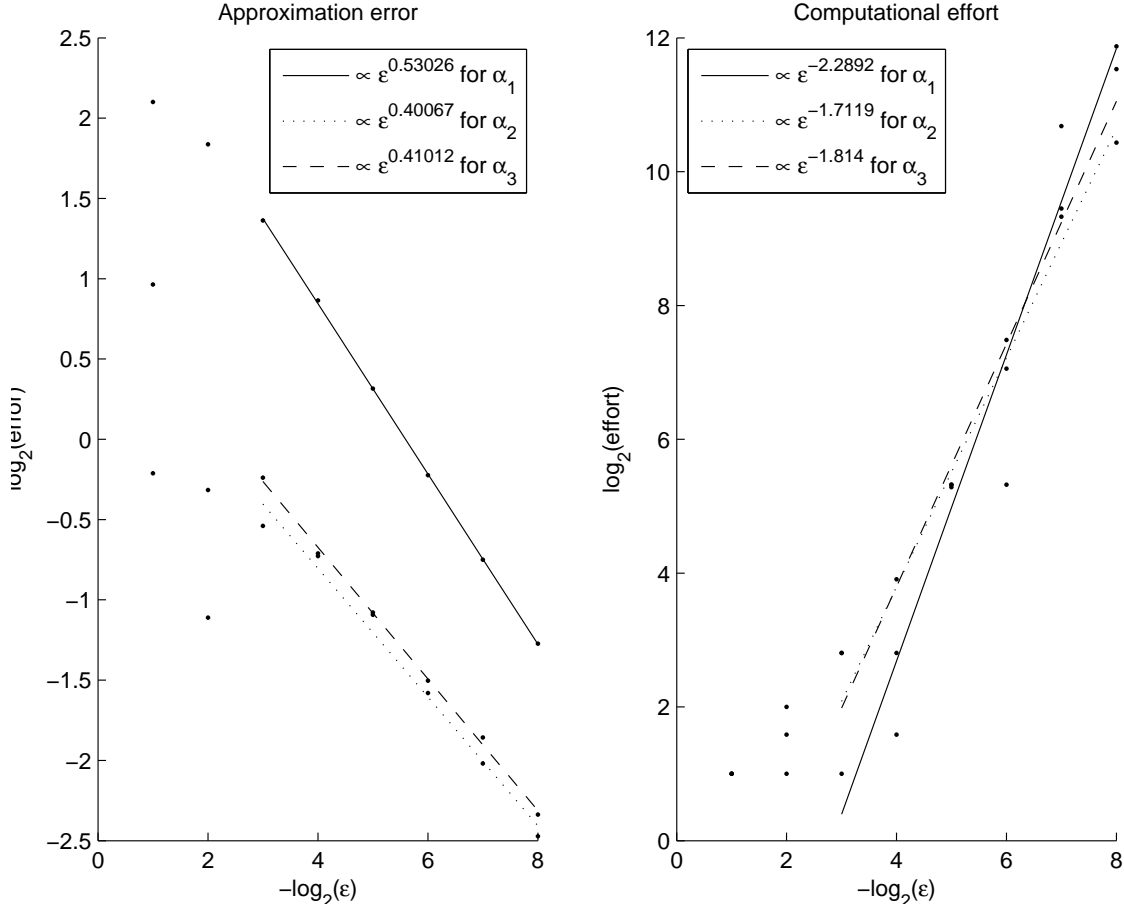 Approximation error
2.5
2
1.5
1
0.5
0
−0.5
−1
−1.5
−2
−2.5
log2(error)
∝ ε^0.53026 for α1
∝ ε^0.40067 for α2
∝ ε^0.41012 for α3
0 2 4 6 8
−log2(ε)
Computational effort
12
10
8
6
4
2
0
log2(effort)
∝ ε^−2.2892 for α1
∝ ε^−1.7119 for α2
∝ ε^−1.814 for α3
0 2 4 6 8
−log2(ε)